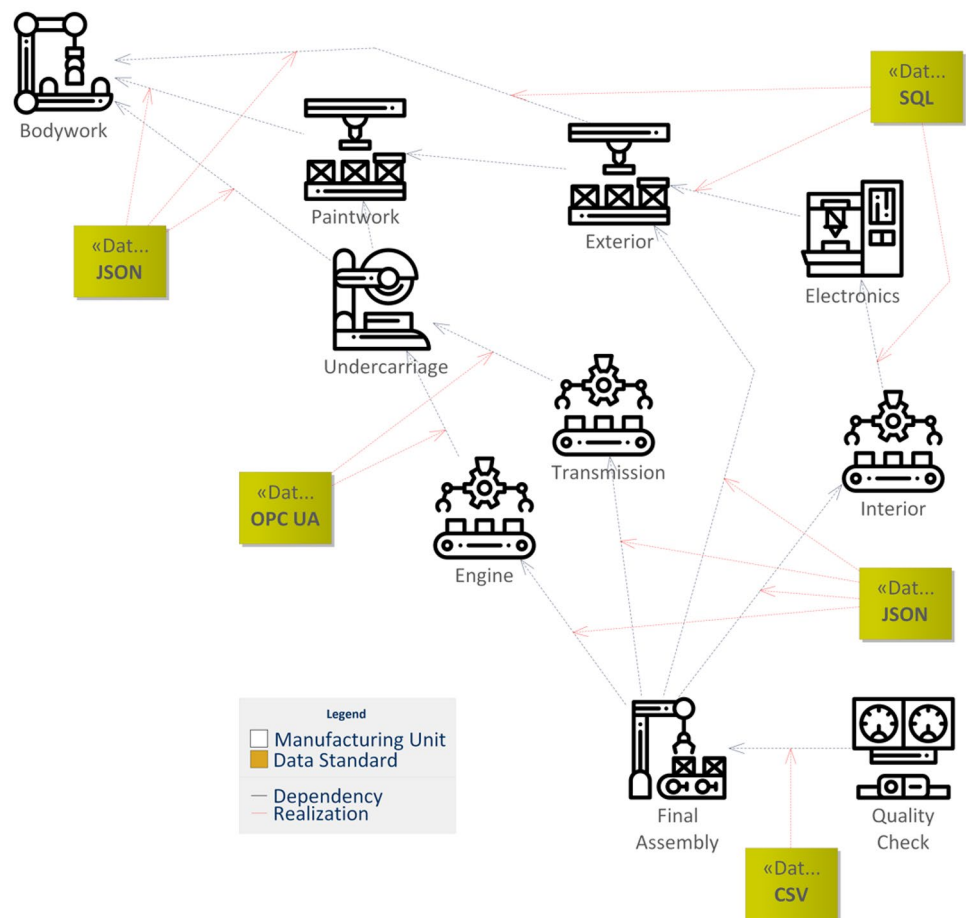 Bodywork
«Dat...
SQL
Paintwork
Exterior
«Dat...
JSON
Electronics
Undercarriage
Transmission
«Dat...
OPC UA
Interior
Engine
«Dat...
JSON
Legend
Manufacturing Unit
Data Standard
Dependency
Realization
Final
Assembly
Quality
Check
«Dat...
CSV